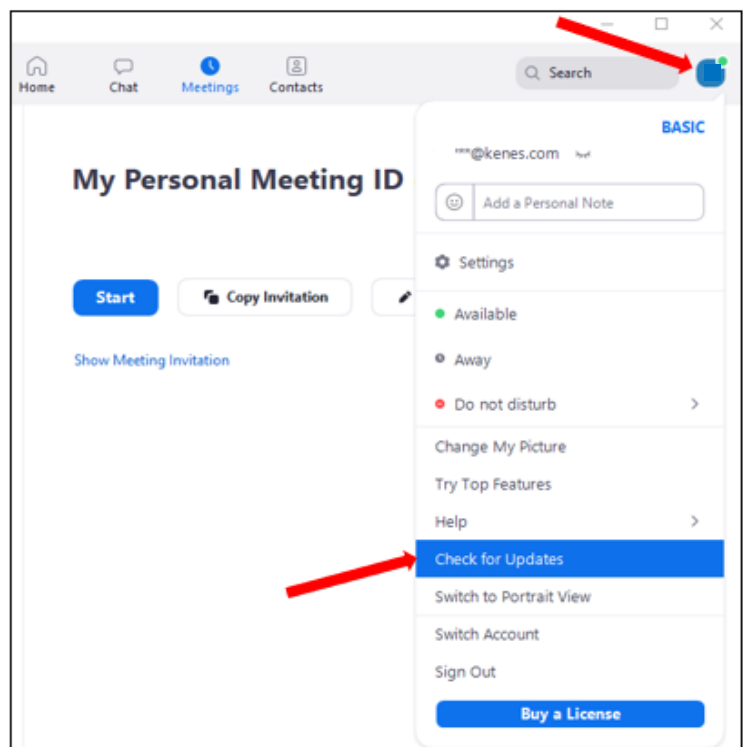 Home
Chat
Meetings
Contacts
Search
BASIC
***@kenes.com
My Personal Meeting ID
Add a Personal Note
Settings
Start
Copy Invitation
Available
Show Meeting Invitation
Away
Do not disturb
Change My Picture
Try Top Features
Help
Check for Updates
Switch to Portrait View
Switch Account
Sign Out
Buy a License